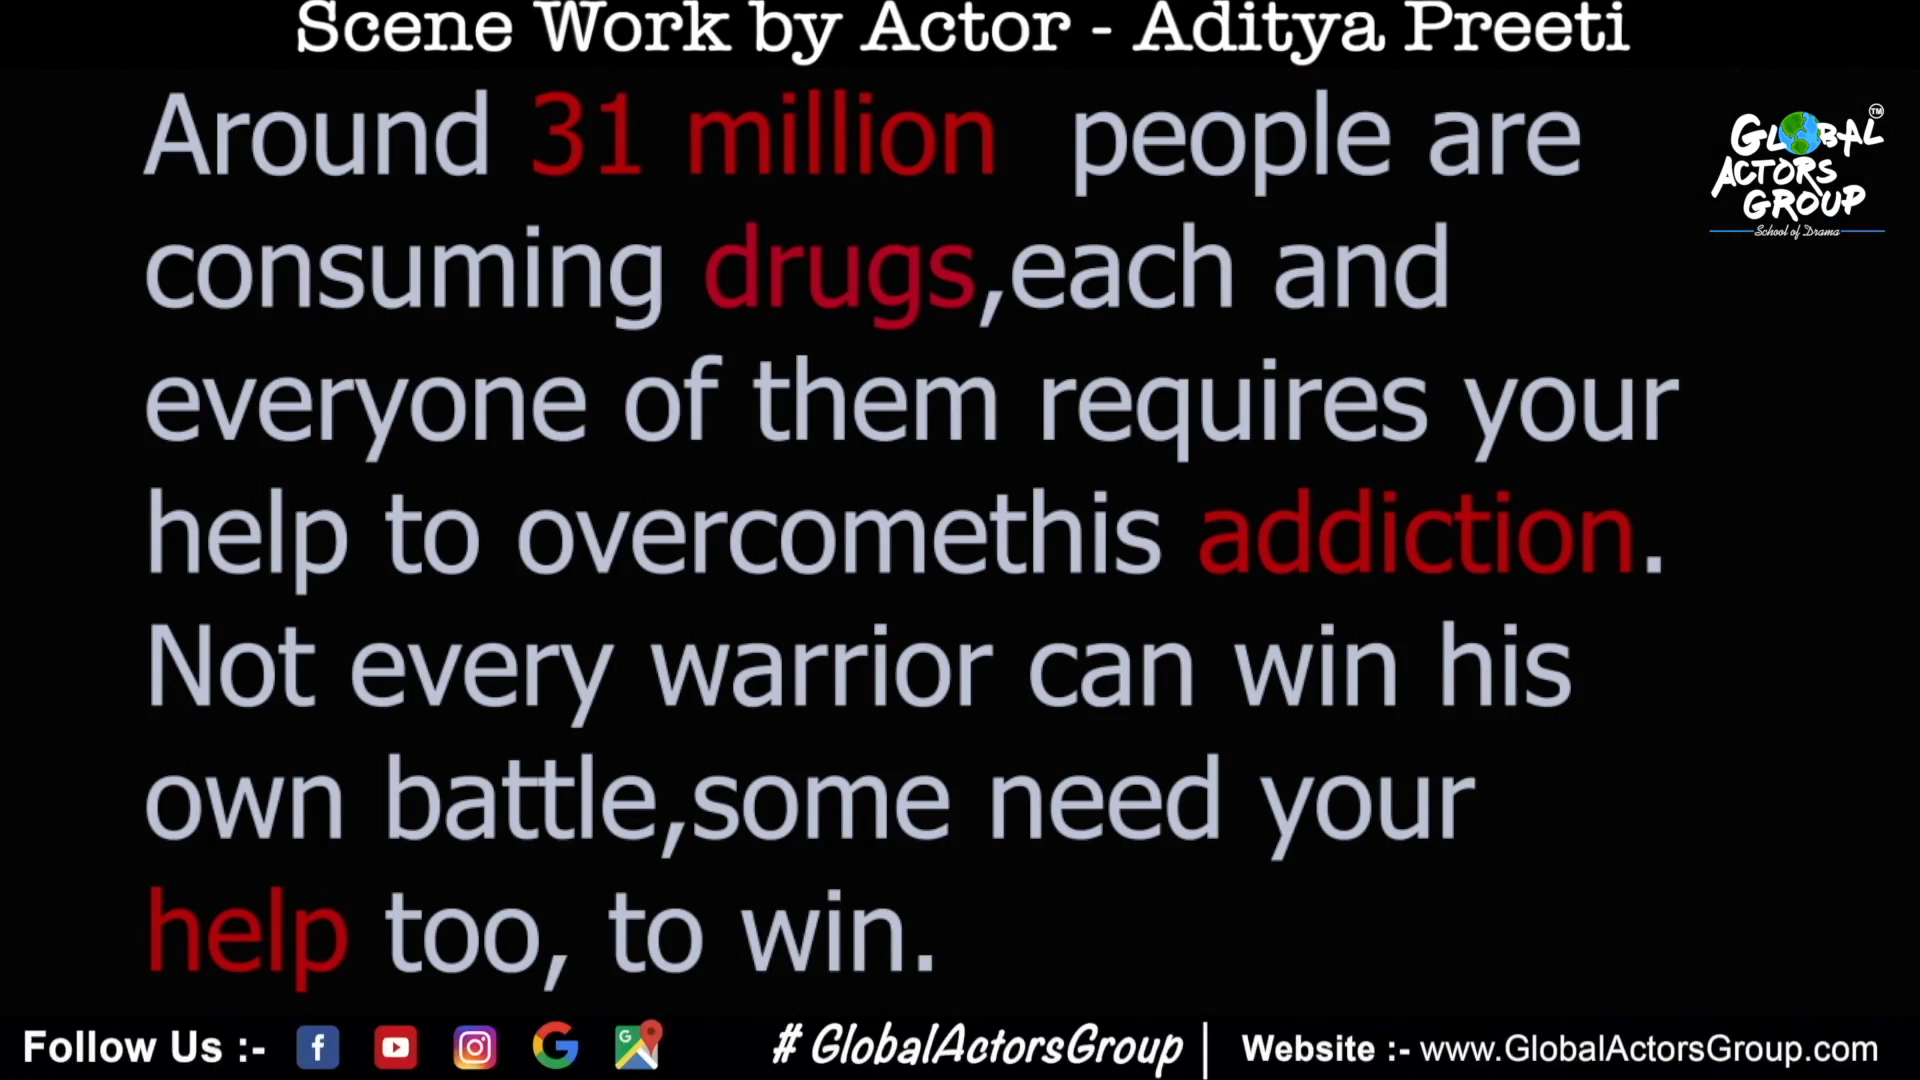 Scene Work by Actor - Aditya Preeti
Around 31 million people are
consuming drugs,each and
everyone of them requires your
help to overcomethis addiction.
Not every warrior can win his
own battle,some need your
help too, to win.
GLOBAL
ACTORS
GROUP
TM
School of Drama
Follow Us :- # GlobalActorsGroup | Website :- www.GlobalActorsGroup.com